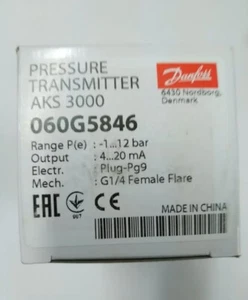 PRESSURE
TRANSMITTER
AKS 3000
Danfoss
6430 Nordborg,
Denmark
060G5846
Range P(e) : -1...12 bar
Output : 4...20 mA
Electr. : Plug-Pg9
Mech. : G1/4 Female Flare
EAC CE
MADE IN CHINA